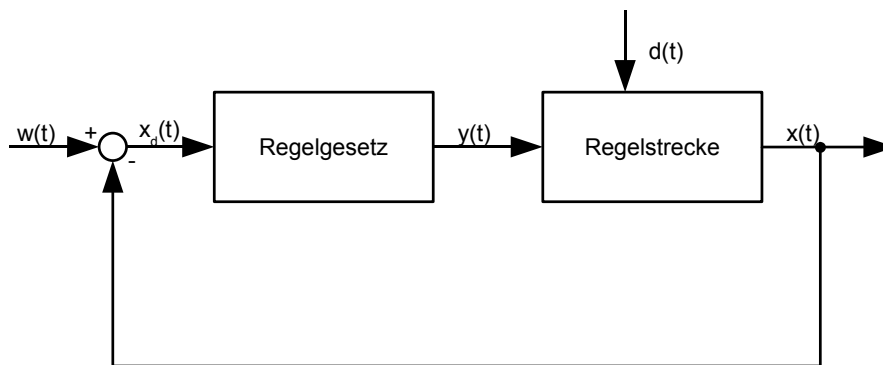 d(t)
w(t)
+
x_d(t)
-
Regelgesetz
y(t)
Regelstrecke
x(t)